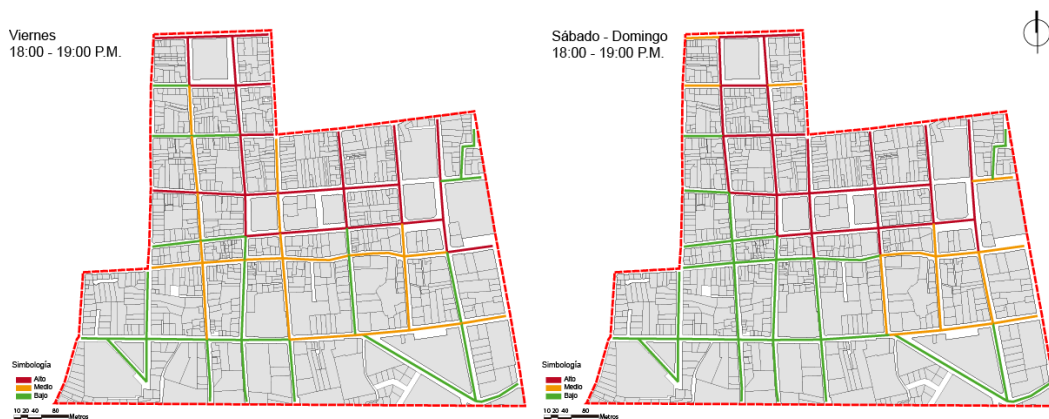 Viernes
18:00 - 19:00 P.M.
Simbología
Alto
Medio
Bajo
10 20 40 80
Metros
Sábado - Domingo
18:00 - 19:00 P.M.
Simbología
Alto
Medio
Bajo
10 20 40 80
Metros